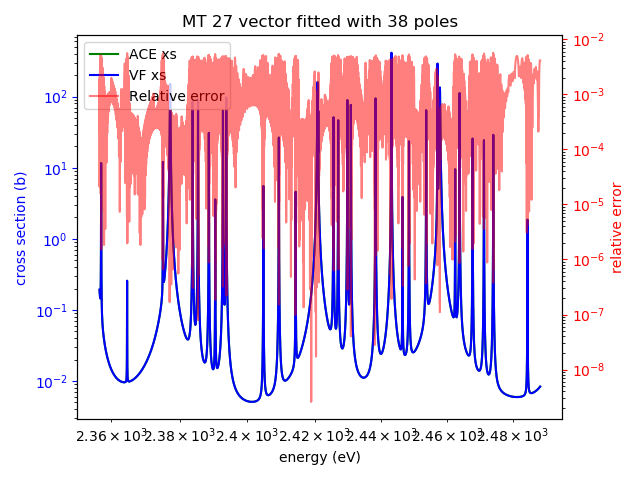 MT 27 vector fitted with 38 poles
ACE xs
VF xs
Relative error
cross section (b)
10²
10¹
10⁰
10⁻¹
10⁻²
10⁻²
10⁻³
10⁻⁴
10⁻⁵
10⁻⁶
10⁻⁷
10⁻⁸
relative error
2.36 × 10³ 2.38 × 10³ 2.4 × 10³ 2.42 × 10³ 2.44 × 10³ 2.46 × 10³ 2.48 × 10³
energy (eV)